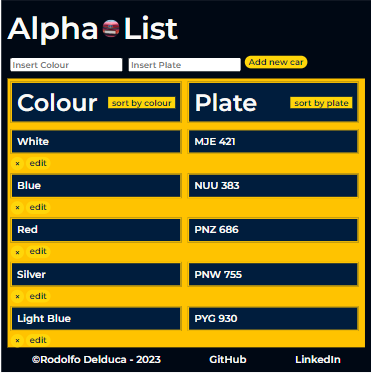 Alpha List
Insert Colour Insert Plate Add new car
Colour sort by colour Plate sort by plate
White MJE 421
× edit
Blue NUU 383
× edit
Red PNZ 686
× edit
Silver PNW 755
× edit
Light Blue PYG 930
× edit
©Rodolfo Delduca - 2023 GitHub LinkedIn